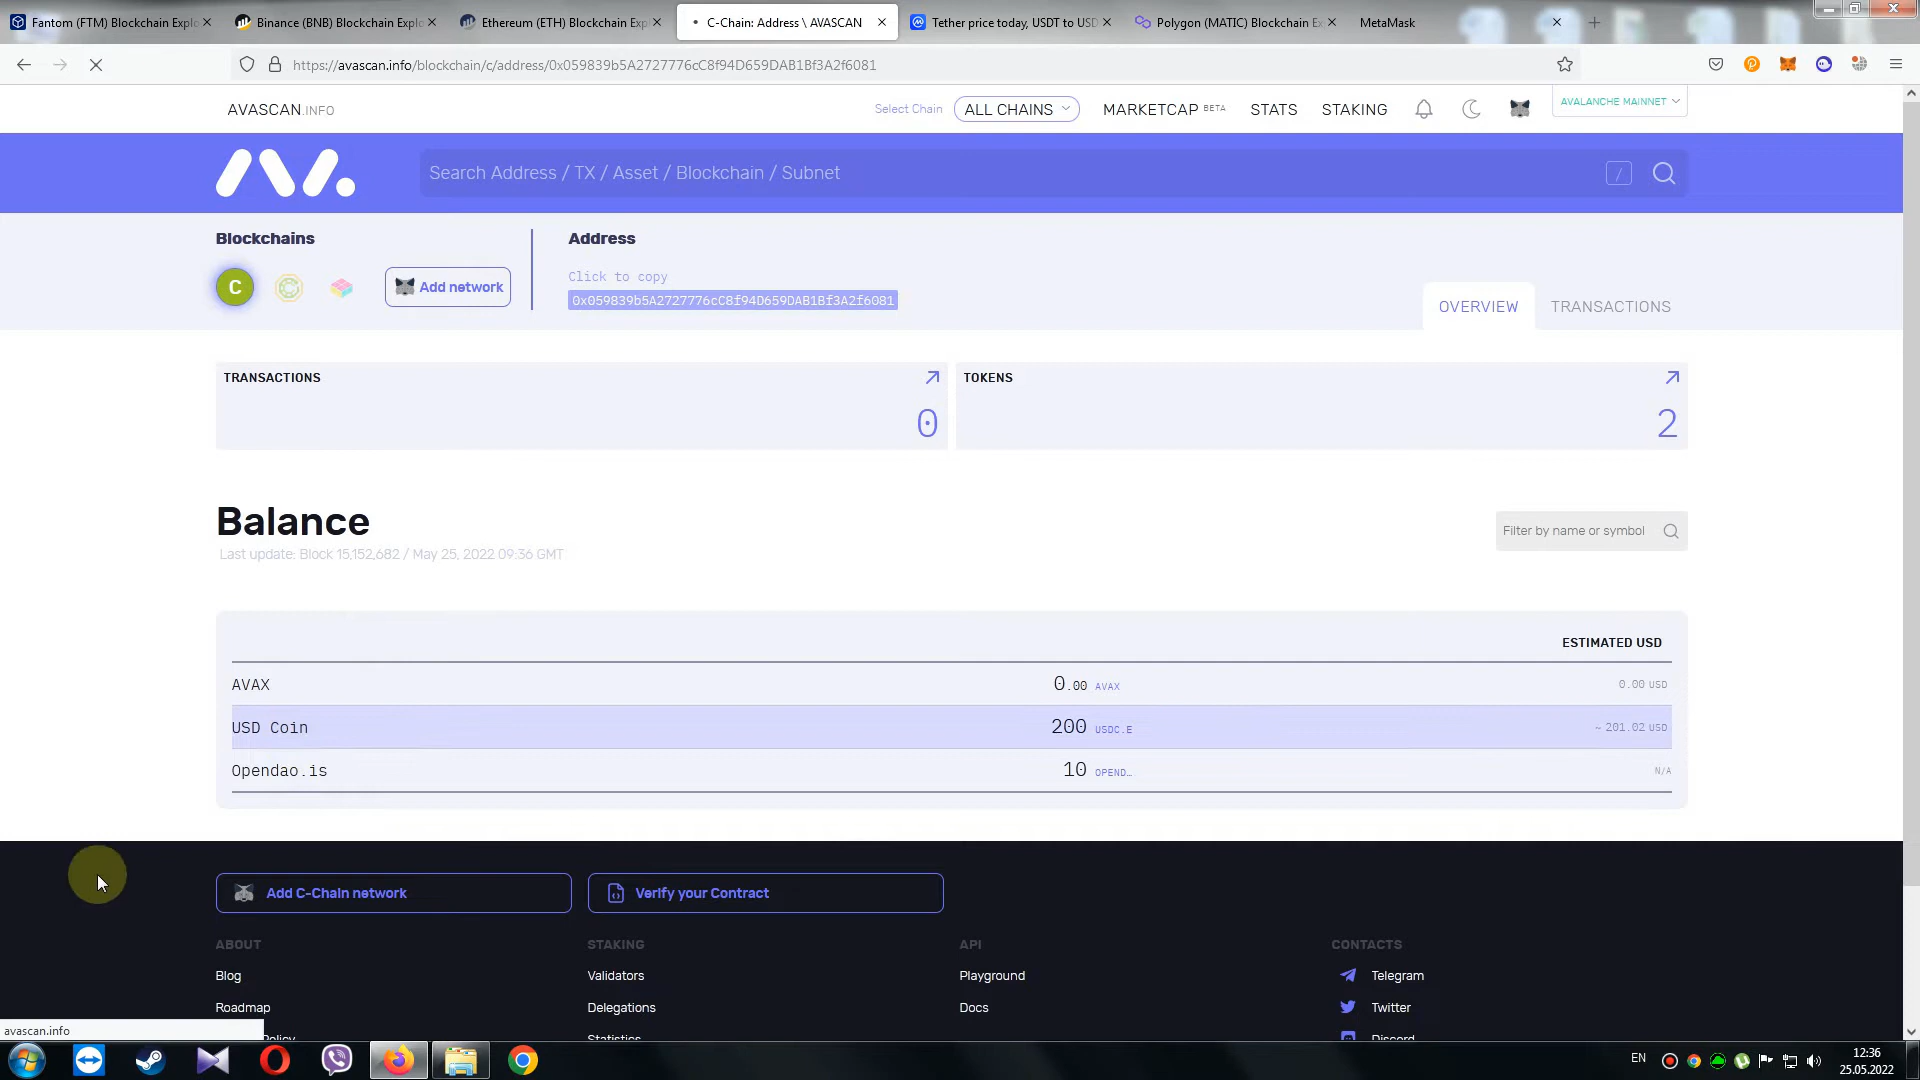 Fantom (FTM) Blockchain Explo
Binance (BNB) Blockchain Explo
Ethereum (ETH) Blockchain Exp
C-Chain: Address \ AVASCAN
Tether price today, USDT to USD
Polygon (MATIC) Blockchain Ex
MetaMask
https://avascan.info/blockchain/c/address/0x059839b5A2727776cC8f94D659DAB1Bf3A2f6081
AVASCAN.INFO
Select Chain
ALL CHAINS
MARKETCAP BETA
STATS
STAKING
AVALANCHE MAINNET
Search Address / TX / Asset / Blockchain / Subnet
/
Blockchains
Address
C
Add network
Click to copy
0x059839b5A2727776cC8f94D659DAB1Bf3A2f6081
OVERVIEW
TRANSACTIONS
TRANSACTIONS
0
TOKENS
2
Balance
Last update: Block 15,152,682 / May 25, 2022 09:36 GMT
Filter by name or symbol
ESTIMATED USD
AVAX 0.00 AVAX 0.00 USD
USD Coin 200 USDC.E ~ 201.02 USD
Opendao.is 10 OPEND… N/A
Add C-Chain network
Verify your Contract
ABOUT
STAKING
API
CONTACTS
Blog
Validators
Playground
Telegram
Roadmap
Delegations
Docs
Twitter
Policy
Statistics
Discord
avascan.info
EN
12:36
25.05.2022